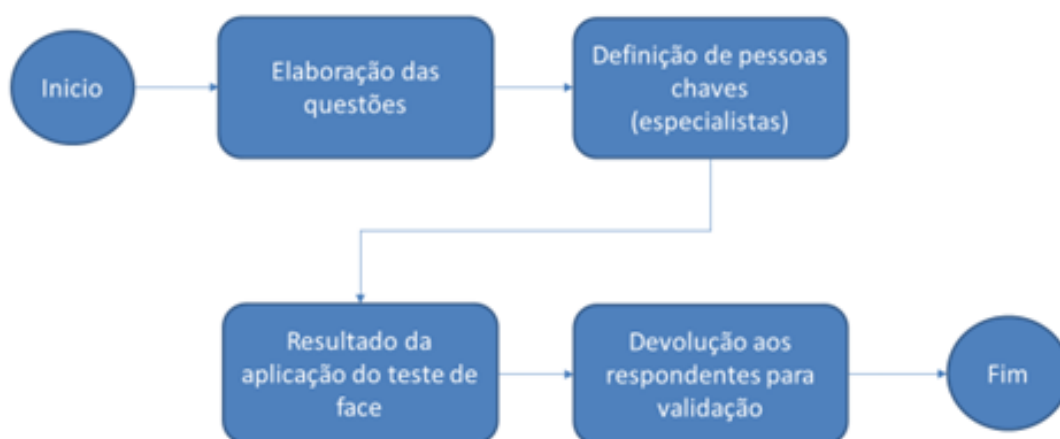 Inicio
Elaboração das
questões
Definição de pessoas
chaves
(especialistas)
Resultado da
aplicação do teste de
face
Devolução aos
respondentes para
validação
Fim